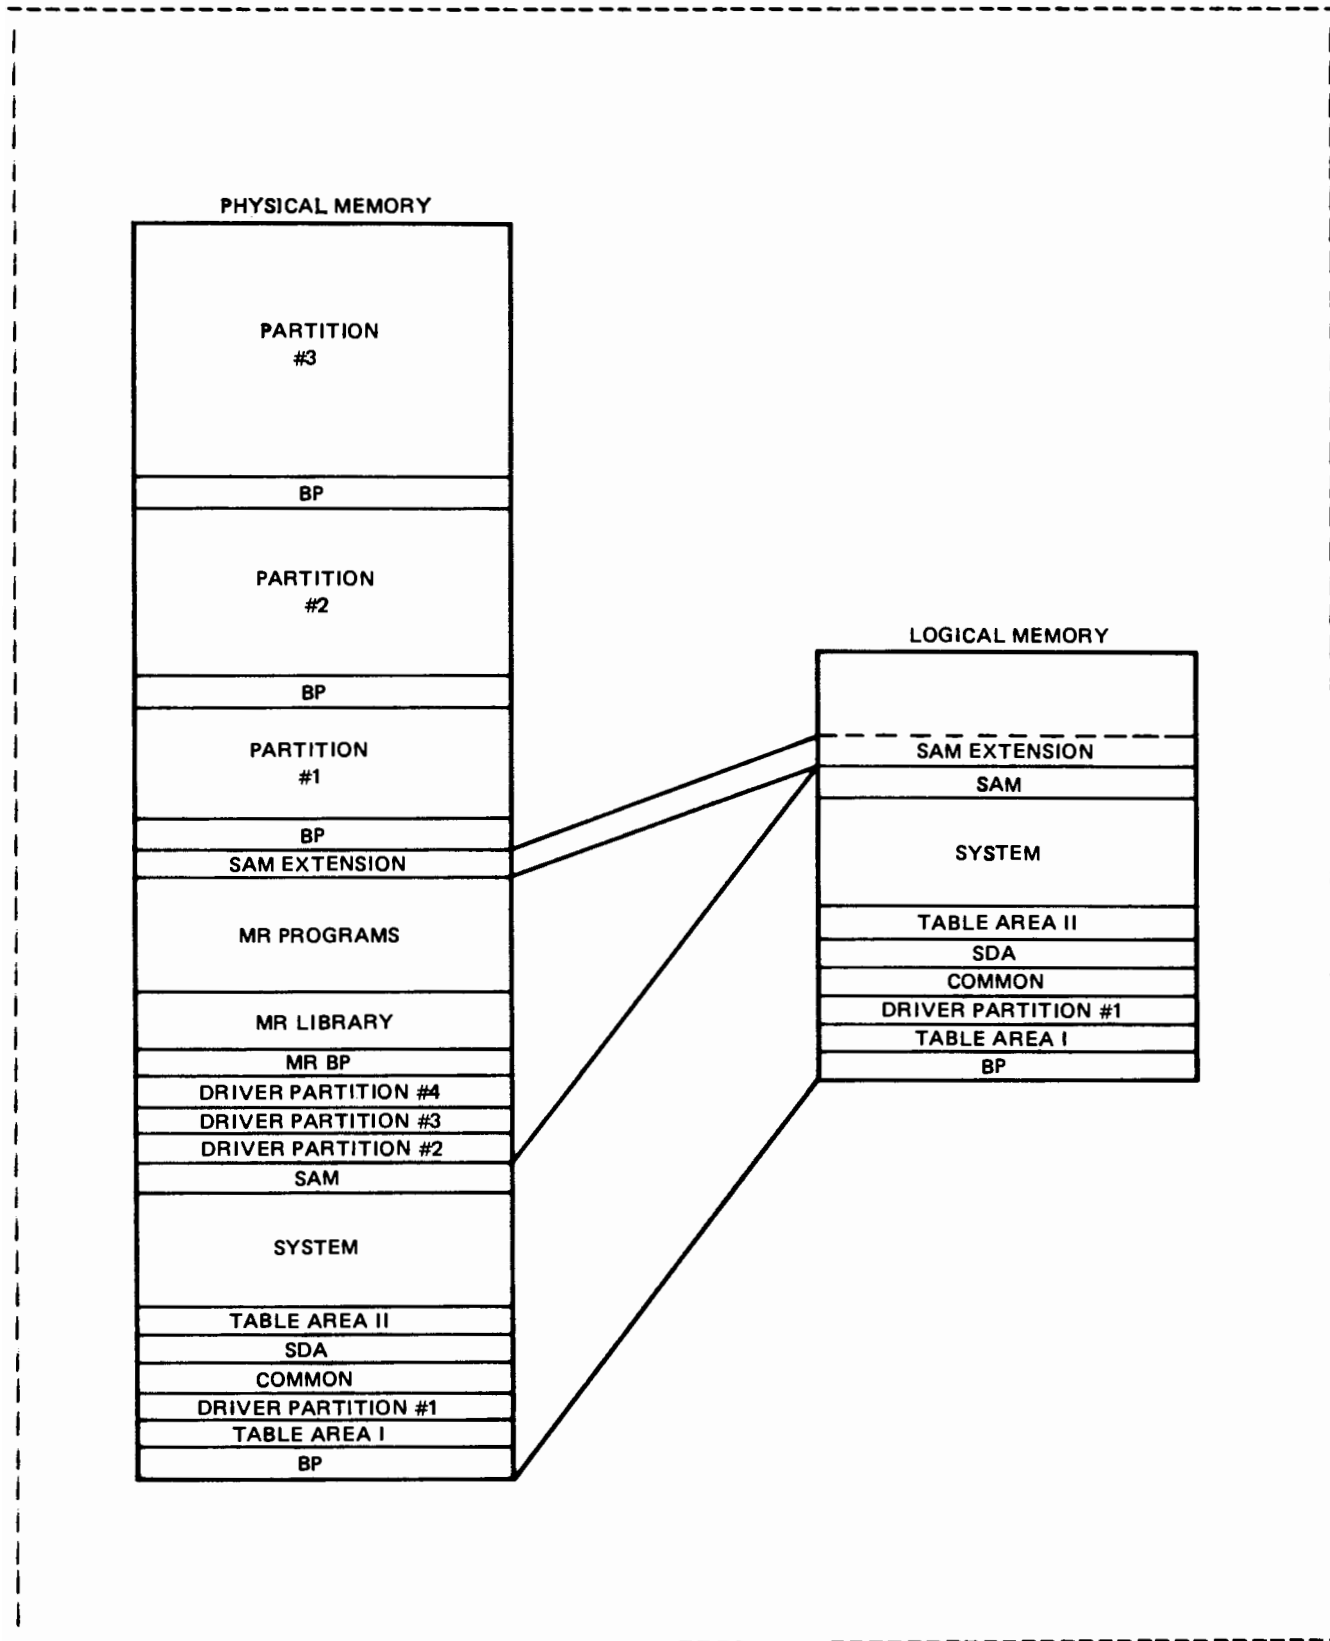 PHYSICAL MEMORY
PARTITION
#3
BP
PARTITION
#2
BP
PARTITION
#1
BP
SAM EXTENSION
MR PROGRAMS
MR LIBRARY
MR BP
DRIVER PARTITION #4
DRIVER PARTITION #3
DRIVER PARTITION #2
SAM
SYSTEM
TABLE AREA II
SDA
COMMON
DRIVER PARTITION #1
TABLE AREA I
BP
LOGICAL MEMORY
SAM EXTENSION
SAM
SYSTEM
TABLE AREA II
SDA
COMMON
DRIVER PARTITION #1
TABLE AREA I
BP